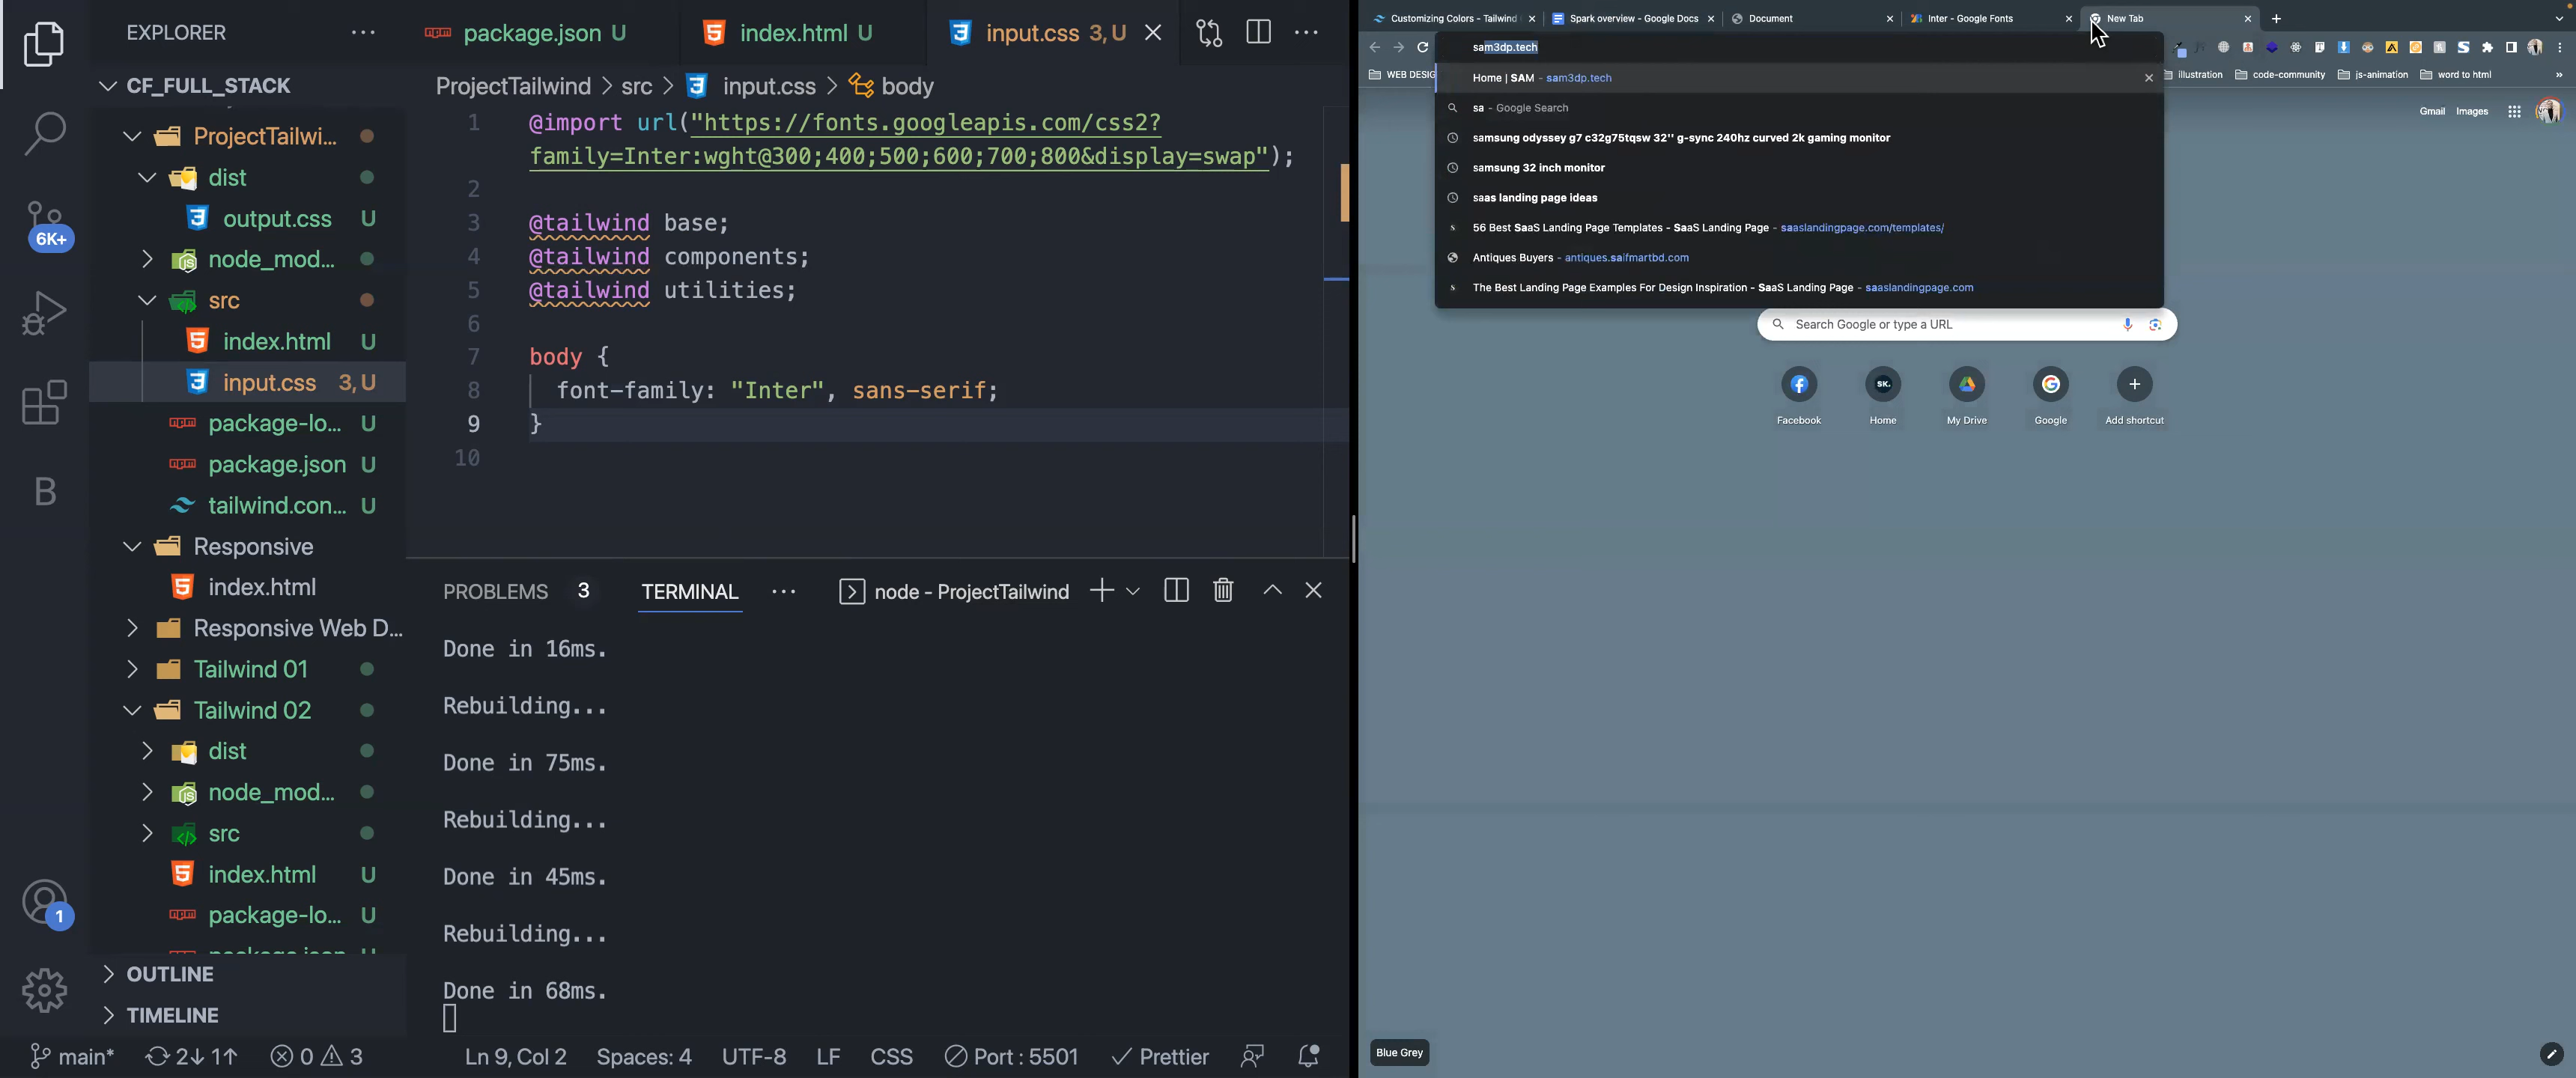 EXPLORER
CF_FULL_STACK
ProjectTailwi...
dist
output.css U
node_mod...
src
index.html U
input.css 3, U
package-lo... U
package.json U
tailwind.con... U
Responsive
index.html
Responsive Web D...
Tailwind 01
Tailwind 02
dist
node_mod...
src
index.html U
package-lo... U
OUTLINE
TIMELINE
6K+
B
1
package.json U
index.html U
input.css 3, U
ProjectTailwind > src > input.css > body
1 @import url("https://fonts.googleapis.com/css2?
family=Inter:wght@300;400;500;600;700;800&display=swap");
2
3 @tailwind base;
4 @tailwind components;
5 @tailwind utilities;
6
7 body {
8 font-family: "Inter", sans-serif;
9 }
10
PROBLEMS 3 TERMINAL ... node - ProjectTailwind
Done in 16ms.
Rebuilding...
Done in 75ms.
Rebuilding...
Done in 45ms.
Rebuilding...
Done in 68ms.
main* 2↓ 1↑ 0 3 Ln 9, Col 2 Spaces: 4 UTF-8 LF CSS Port : 5501 Prettier
Customizing Colors - Tailwind
Spark overview - Google Docs
Document
Inter - Google Fonts
New Tab
sam3dp.tech
WEB DESIG
illustration
code-community
js-animation
word to html
Home | SAM - sam3dp.tech
sa - Google Search
samsung odyssey g7 c32g75tqsw 32'' g-sync 240hz curved 2k gaming monitor
samsung 32 inch monitor
saas landing page ideas
56 Best SaaS Landing Page Templates - SaaS Landing Page - saaslandingpage.com/templates/
Antiques Buyers - antiques.saifmartbd.com
The Best Landing Page Examples For Design Inspiration - SaaS Landing Page - saaslandingpage.com
Gmail Images
Search Google or type a URL
SK.
Facebook Home My Drive Google Add shortcut
Blue Grey